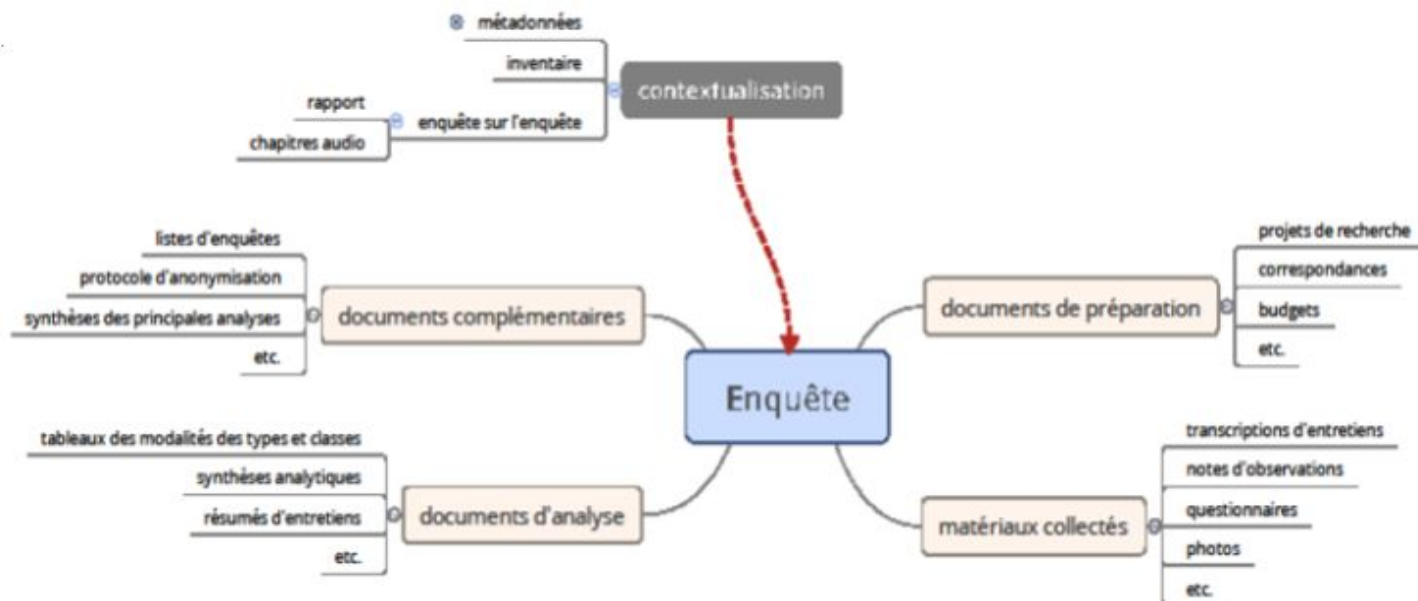 métadonnées
inventaire
contextualisation
rapport
enquête sur l'enquête
chapitres audio
listes d'enquêtes
protocole d'anonymisation
synthèses des principales analyses
etc.
documents complémentaires
projets de recherche
correspondances
budgets
etc.
documents de préparation
Enquête
tableaux des modalités des types et classes
synthèses analytiques
résumés d'entretiens
etc.
documents d'analyse
transcriptions d'entretiens
notes d'observations
questionnaires
photos
etc.
matériaux collectés